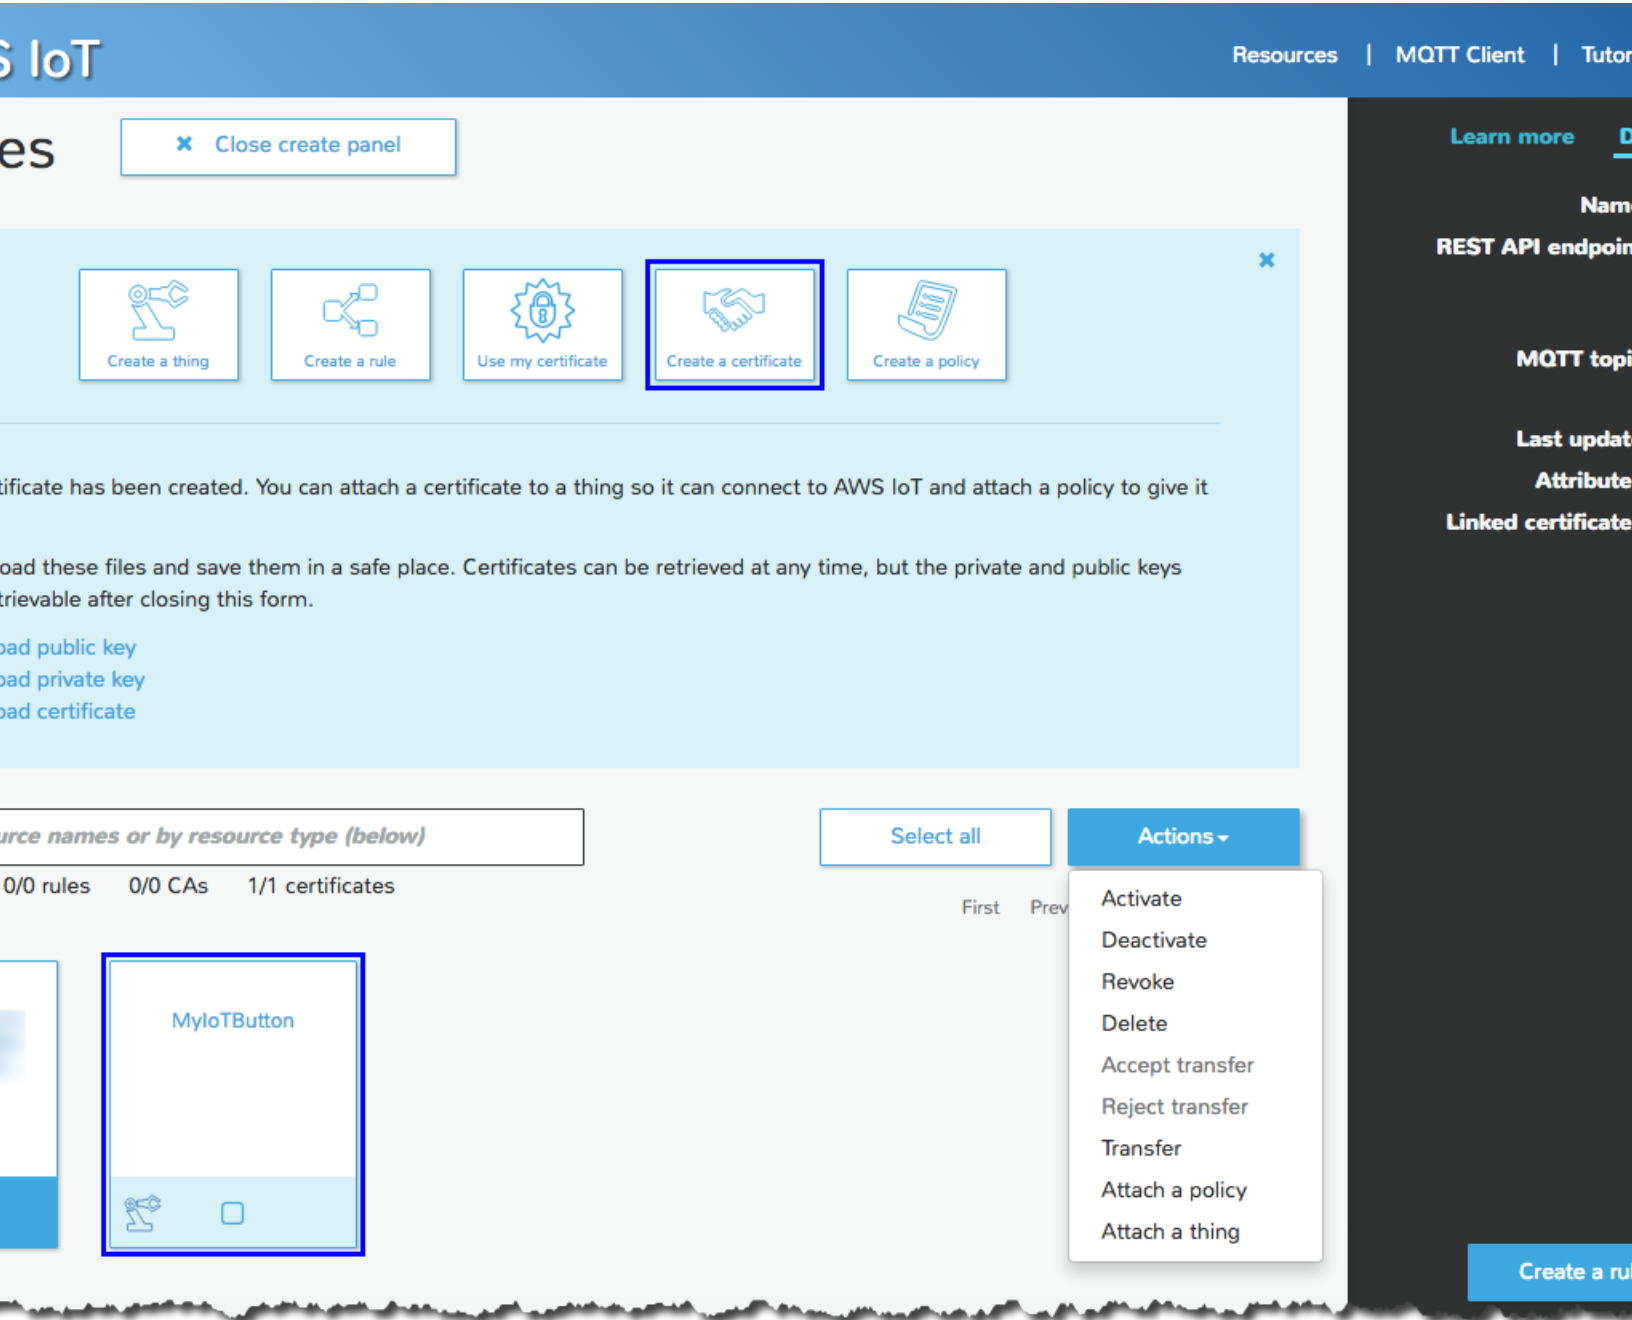 S IoT
Resources | MQTT Client | Tutor
es
Close create panel
Learn more D
Name
REST API endpoin
MQTT topi
Last updat
Attribute
Linked certificate
Create a thing
Create a rule
Use my certificate
Create a certificate
Create a policy
tificate has been created. You can attach a certificate to a thing so it can connect to AWS IoT and attach a policy to give it
oad these files and save them in a safe place. Certificates can be retrieved at any time, but the private and public keys
trievable after closing this form.
oad public key
oad private key
oad certificate
urce names or by resource type (below)
Select all
Actions
0/0 rules 0/0 CAs 1/1 certificates
First Prev
Activate
Deactivate
Revoke
Delete
Accept transfer
Reject transfer
Transfer
Attach a policy
Attach a thing
MyIoTButton
Create a ru